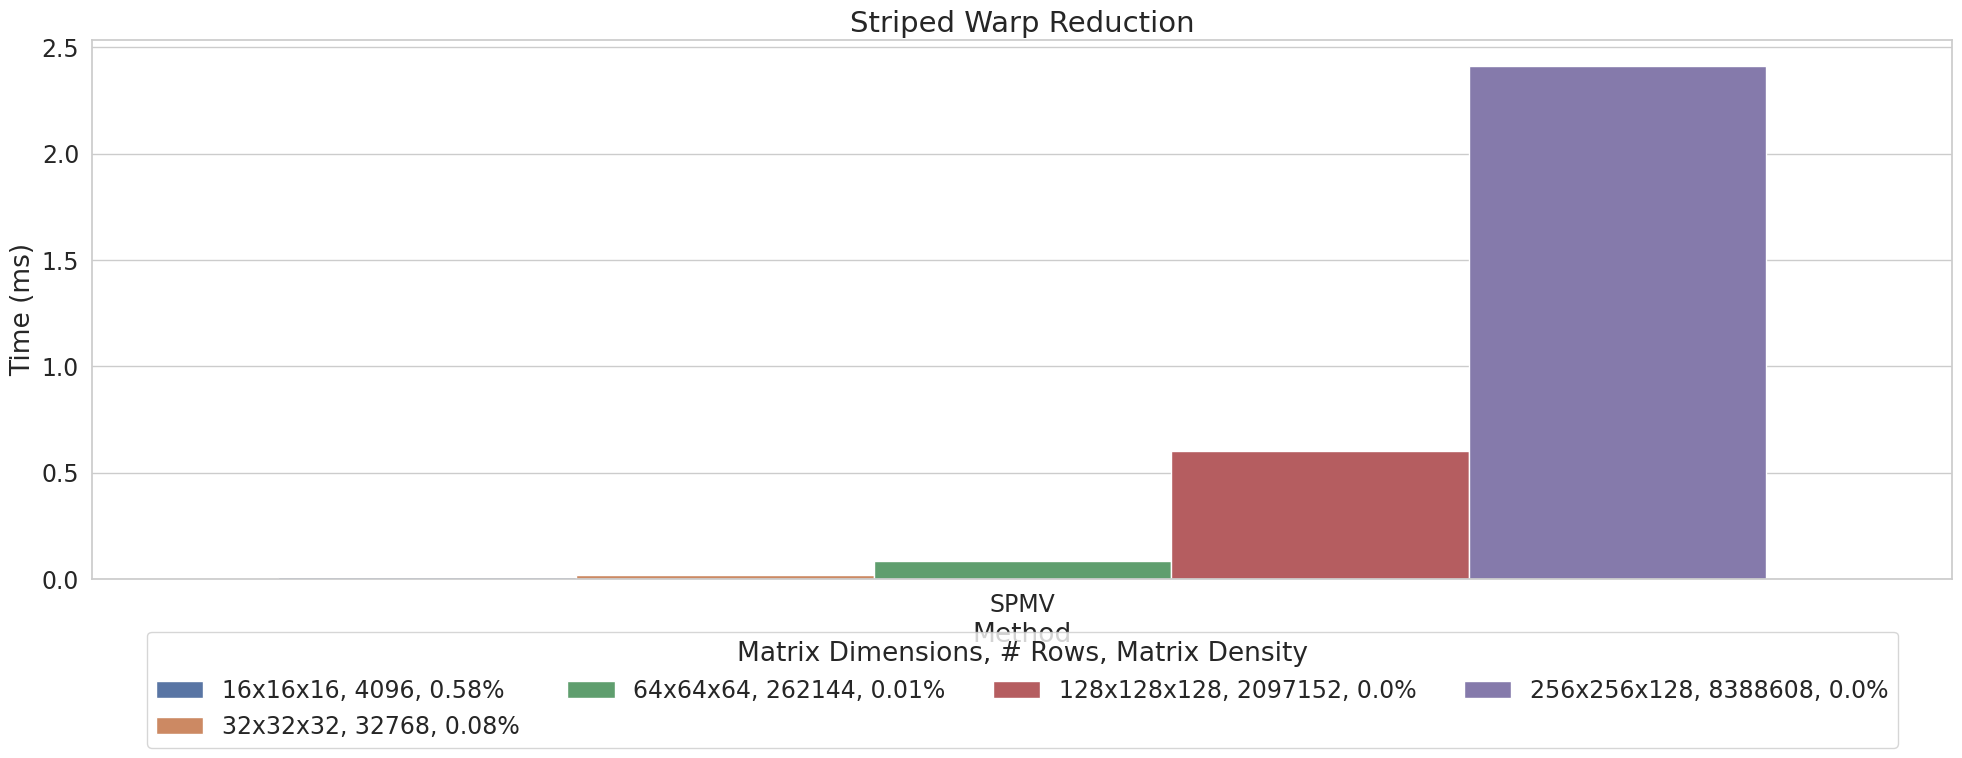 Striped Warp Reduction
2.5
2.0
1.5
1.0
0.5
0.0
Time (ms)
SPMV
Method
Matrix Dimensions, # Rows, Matrix Density
16x16x16, 4096, 0.58%
32x32x32, 32768, 0.08%
64x64x64, 262144, 0.01%
128x128x128, 2097152, 0.0%
256x256x128, 8388608, 0.0%